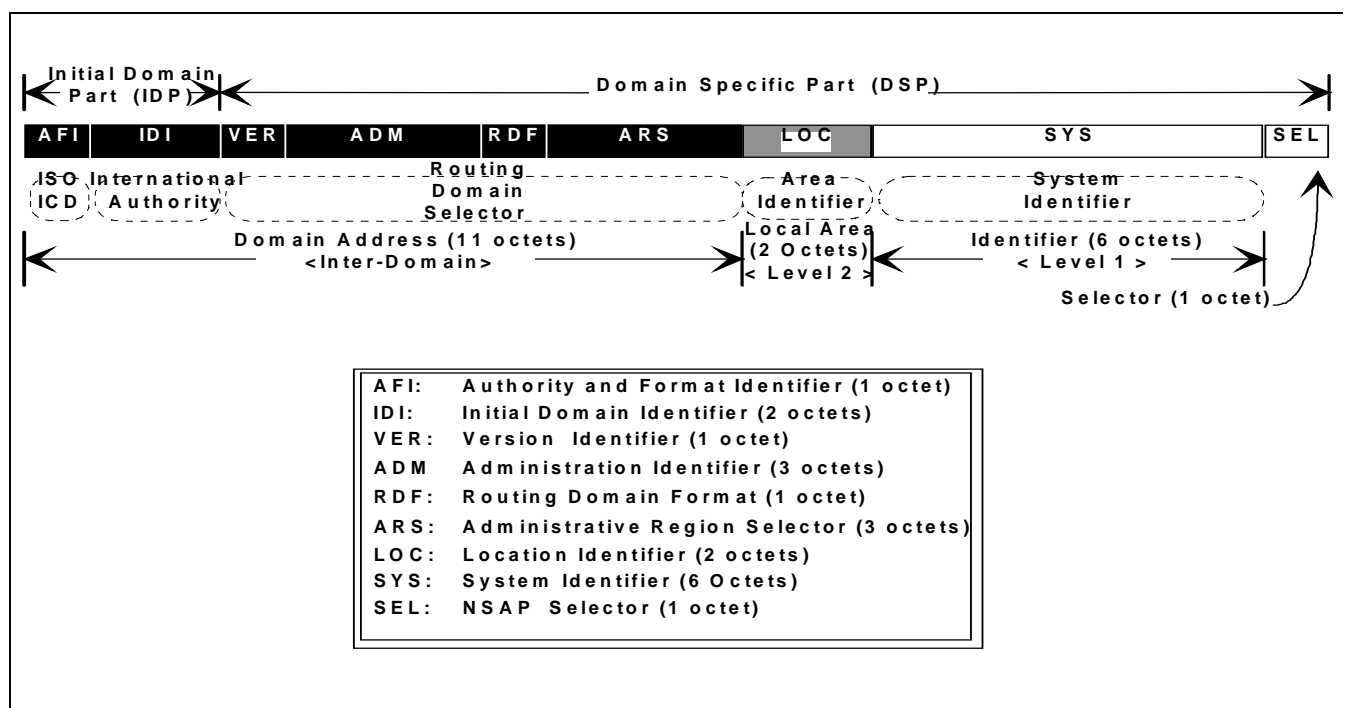 Initial Domain
Part (IDP)
Domain Specific Part (DSP)
AFI IDI VER ADM RDF ARS LOC SYS SEL
ISO
ICD
International
Authority
Routing
Domain
Selector
Area
Identifier
System
Identifier
Domain Address (11 octets)
<Inter-Domain>
Local Area
(2 Octets)
< Level 2 >
Identifier (6 octets)
< Level 1 >
Selector (1 octet)
AFI: Authority and Format Identifier (1 octet)
IDI: Initial Domain Identifier (2 octets)
VER: Version Identifier (1 octet)
ADM Administration Identifier (3 octets)
RDF: Routing Domain Format (1 octet)
ARS: Administrative Region Selector (3 octets)
LOC: Location Identifier (2 octets)
SYS: System Identifier (6 Octets)
SEL: NSAP Selector (1 octet)